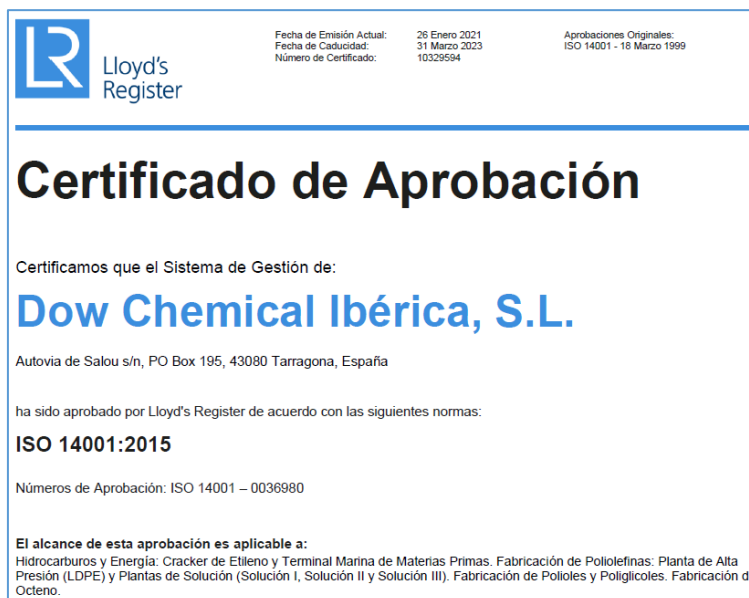 LR
Lloyd's
Register
Fecha de Emisión Actual: 26 Enero 2021
Fecha de Caducidad: 31 Marzo 2023
Número de Certificado: 10329594
Aprobaciones Originales:
ISO 14001 - 18 Marzo 1999
Certificado de Aprobación
Certificamos que el Sistema de Gestión de:
Dow Chemical Ibérica, S.L.
Autovia de Salou s/n, PO Box 195, 43080 Tarragona, España
ha sido aprobado por Lloyd's Register de acuerdo con las siguientes normas:
ISO 14001:2015
Números de Aprobación: ISO 14001 – 0036980
El alcance de esta aprobación es aplicable a:
Hidrocarburos y Energía: Cracker de Etileno y Terminal Marina de Materias Primas. Fabricación de Poliolefinas: Planta de Alta
Presión (LDPE) y Plantas de Solución (Solución I, Solución II y Solución III). Fabricación de Polioles y Poliglicoles. Fabricación d
Octeno.